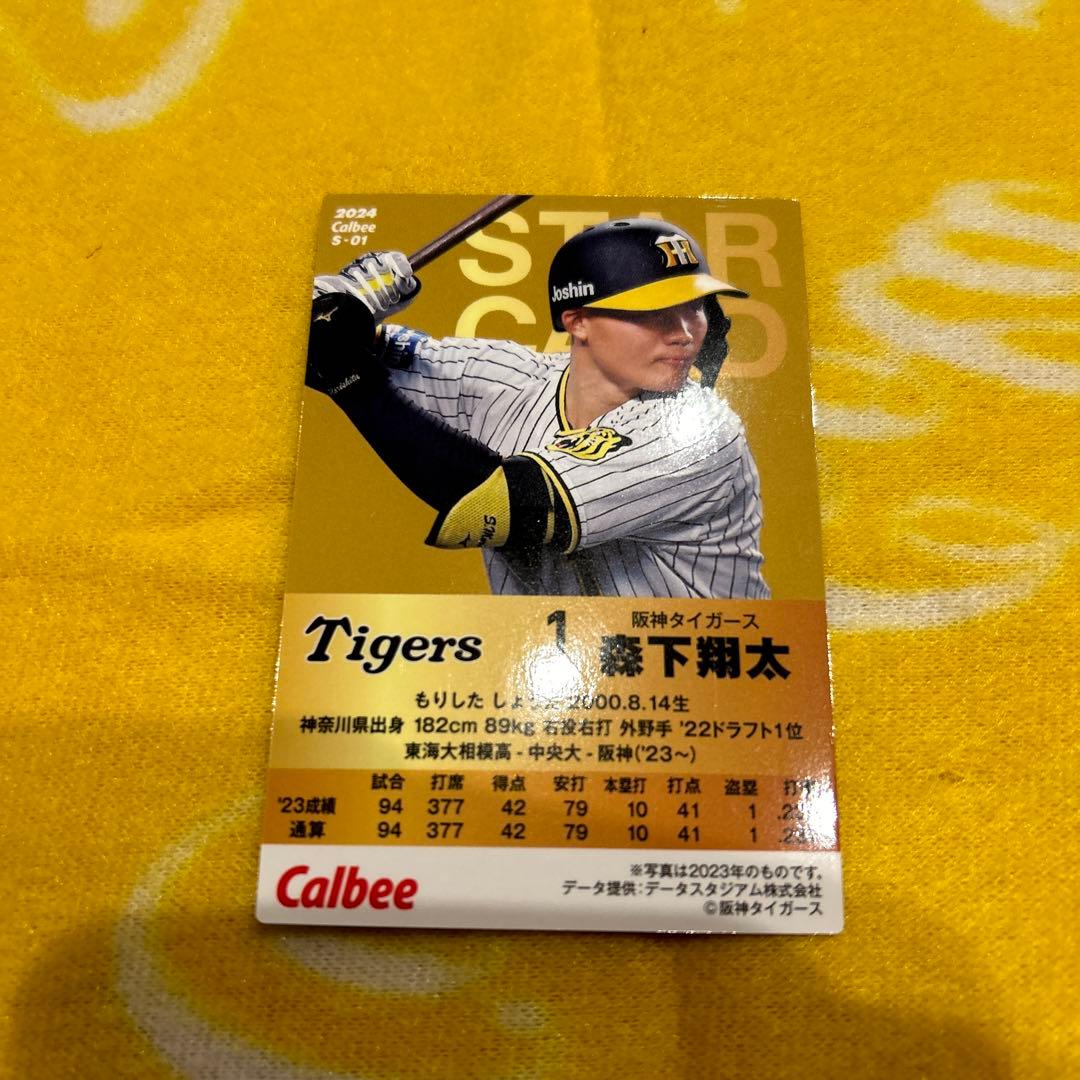 2024
Calbee
S-01
STAR
Joshin
Tigers
1
阪神タイガース
森下翔太
もりした しょ 2000.8.14生
神奈川県出身 182cm 89kg 右投右打 外野手 '22ドラフト1位
東海大相模高-中央大-阪神('23〜)
試合 打席 得点 安打 本塁打 打点 盗塁
'23成績 94 377 42 79 10 41 1
通算 94 377 42 79 10 41 1
Calbee
※写真は2023年のものです。
データ提供:データスタジアム株式会社
©阪神タイガース